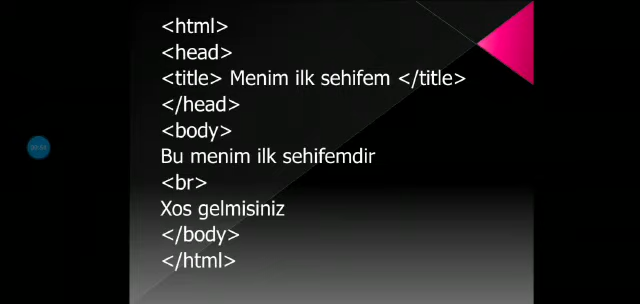 <html>
<head>
<title> Menim ilk sehifem </title>
</head>
<body>
Bu menim ilk sehifemdir
<br>
Xos gelmisiniz
</body>
</html>